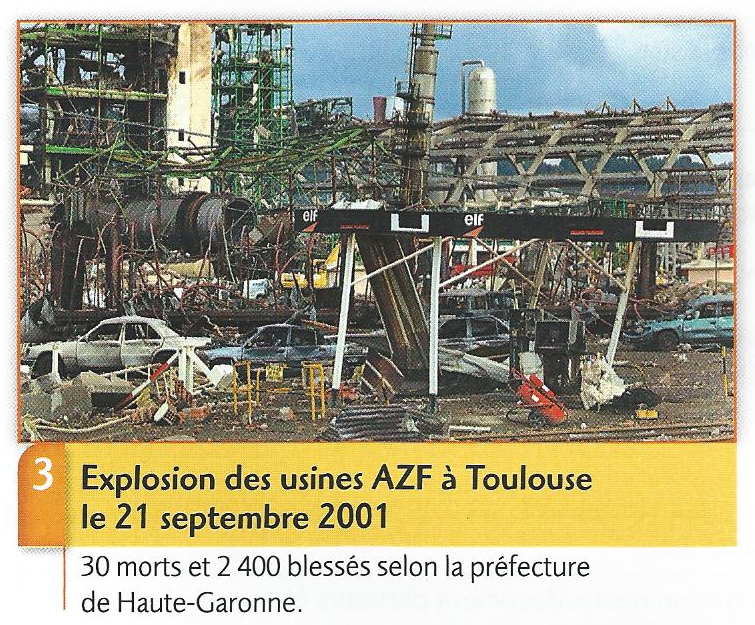 elf
elf
3
Explosion des usines AZF à Toulouse
le 21 septembre 2001
30 morts et 2 400 blessés selon la préfecture
de Haute-Garonne.